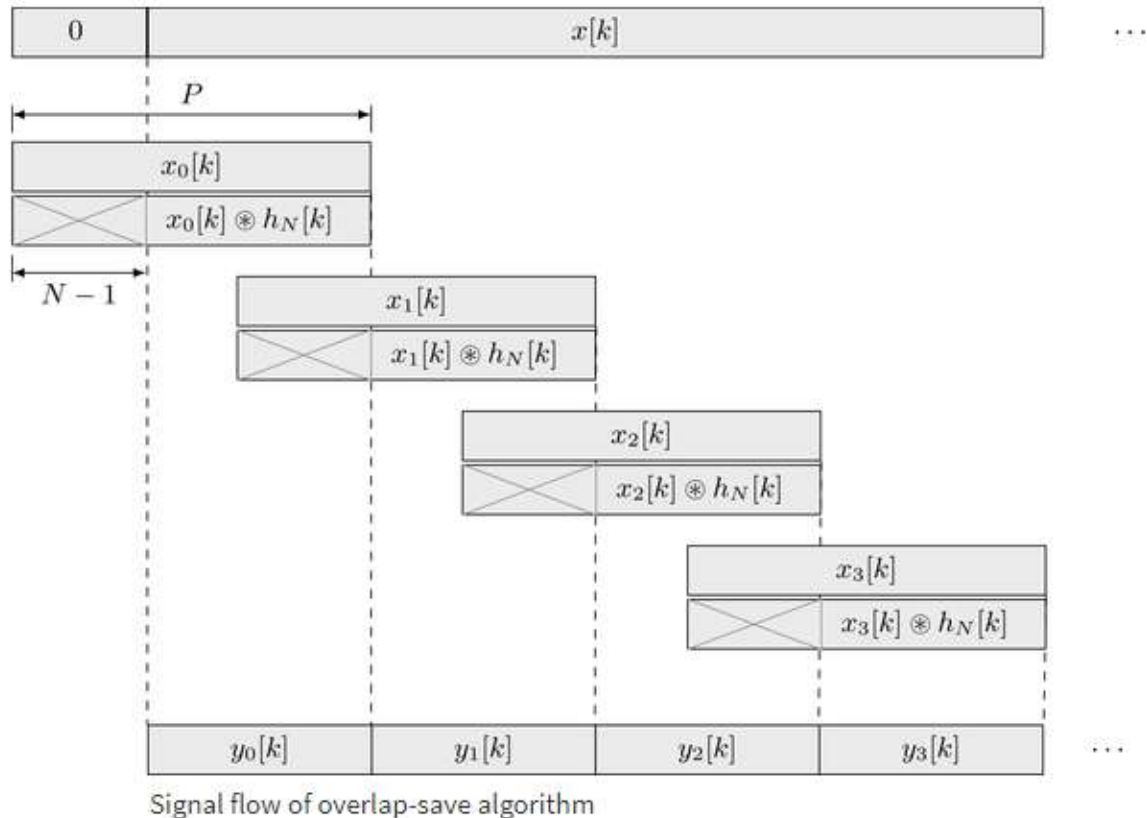 0 x[k] ...
P
x₀[k]
x₀[k] ⊛ h_N[k]
N − 1
x₁[k]
x₁[k] ⊛ h_N[k]
x₂[k]
x₂[k] ⊛ h_N[k]
x₃[k]
x₃[k] ⊛ h_N[k]
y₀[k] y₁[k] y₂[k] y₃[k] ...
Signal flow of overlap-save algorithm